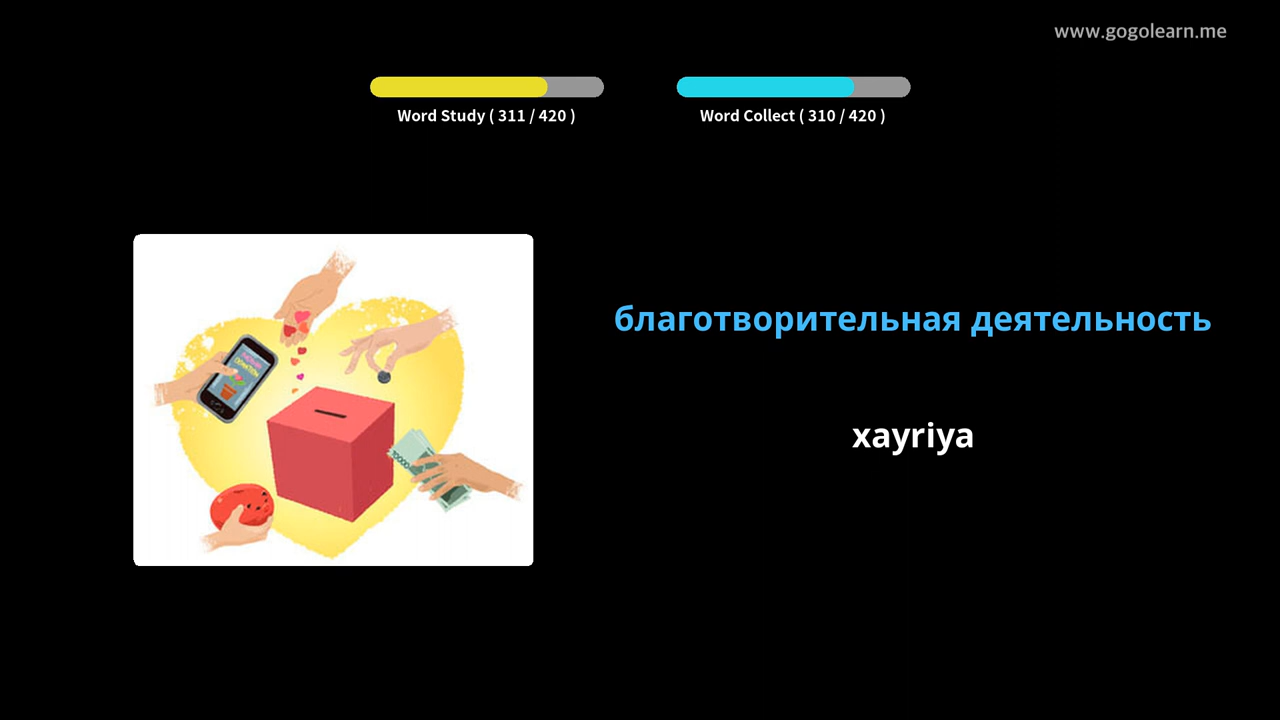 www.gogolearn.me
Word Study ( 311 / 420 )
Word Collect ( 310 / 420 )
благотворительная деятельность
xayriya